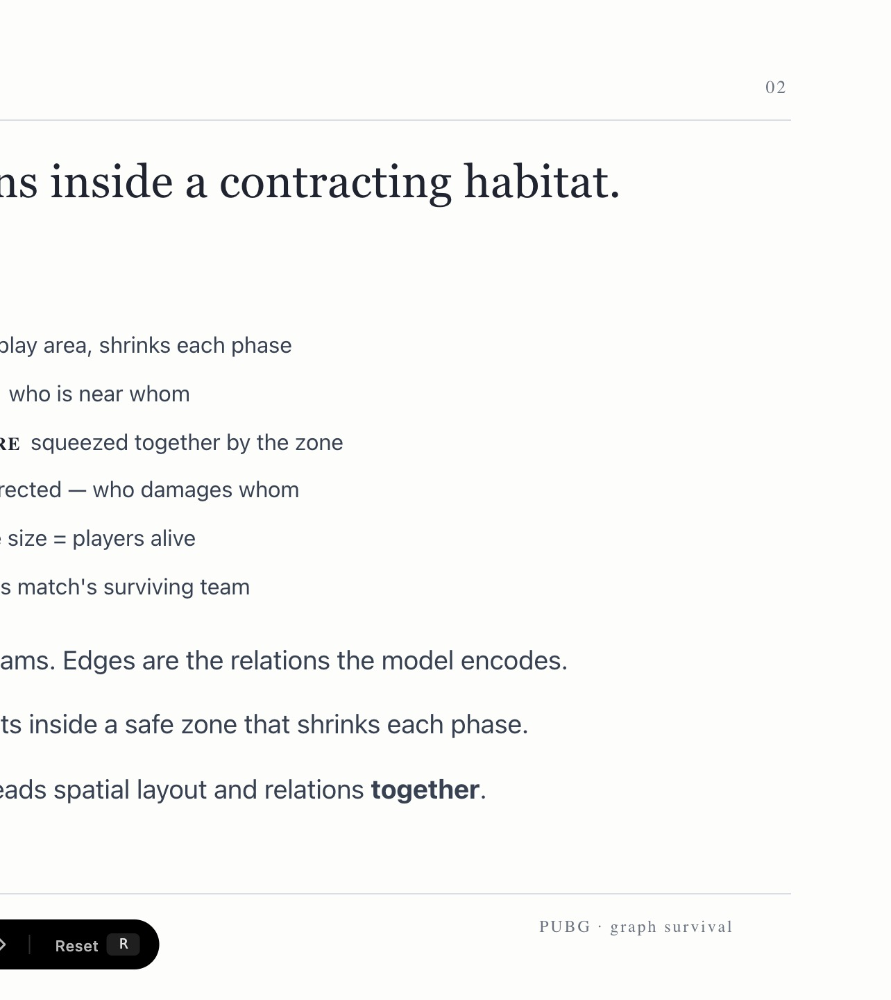 02
ns inside a contracting habitat.
play area, shrinks each phase
who is near whom
RE squeezed together by the zone
rected — who damages whom
size = players alive
s match's surviving team
ams. Edges are the relations the model encodes.
ts inside a safe zone that shrinks each phase.
eads spatial layout and relations together.
PUBG · graph survival
Reset R